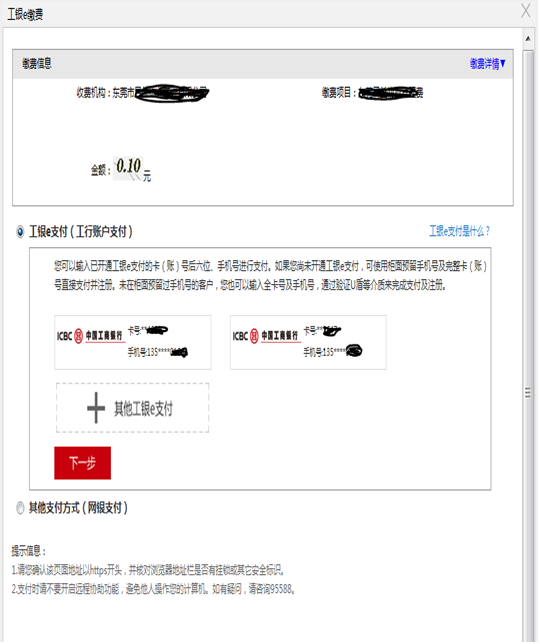 工银e缴费
缴费信息 缴费详情▼
收费机构：东莞市 缴费项目： 费
金额：0.10元
工银e支付（工行账户支付） 工银e支付是什么？
您可以输入已开通工银e支付的卡（账）号后六位、手机号进行支付。如果您尚未开通工银e支付，可使用柜面预留手机号及完整卡（账）
号直接支付并注册。未在柜面预留过手机号的客户，您也可以输入全卡号及手机号，通过验证U盾等介质来完成支付及注册。
ICBC 中国工商银行 卡号:** ICBC 中国工商银行 卡号:**
手机号:135**** 手机号:135****
其他工银e支付
下一步
其他支付方式（网银支付）
提示信息：
1.请您确认该页面地址以https开头，并核对浏览器地址栏是否有挂锁或其它安全标识。
2.支付时请不要开启远程协助功能，避免他人操作您的计算机。如有疑问，请咨询95588。